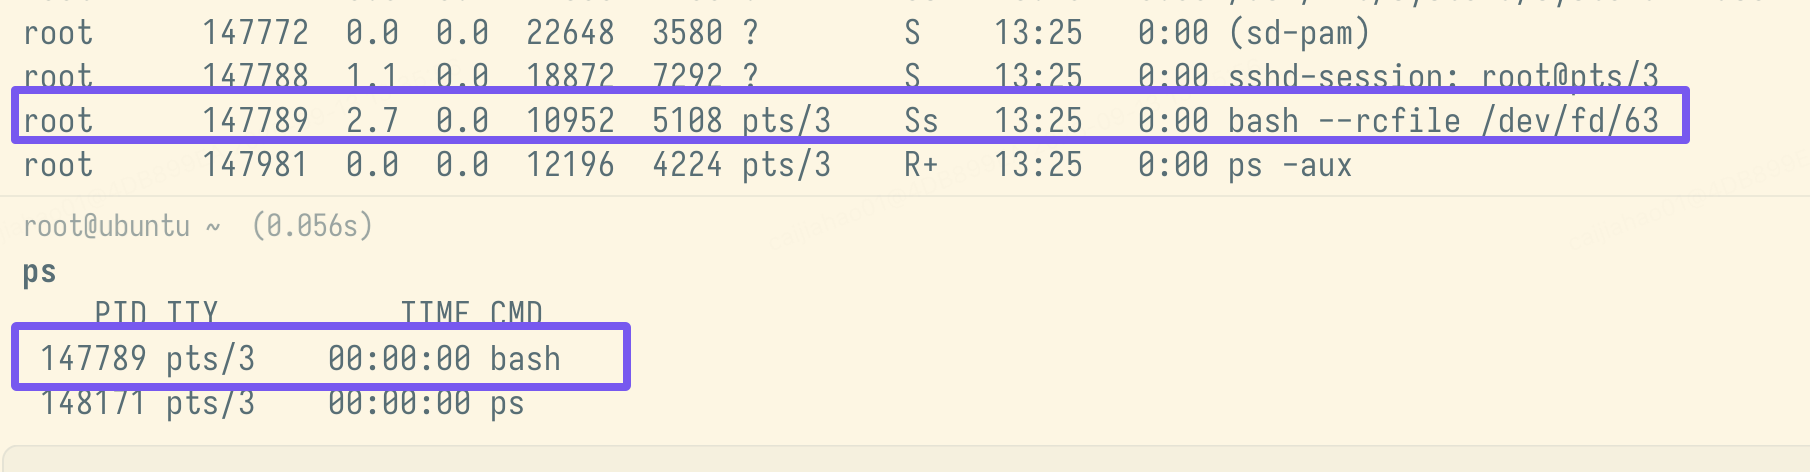 root 147772 0.0 0.0 22648 3580 ? S 13:25 0:00 (sd-pam)
root 147788 1.1 0.0 18872 7292 ? S 13:25 0:00 sshd-session: root@pts/3
root 147789 2.7 0.0 10952 5108 pts/3 Ss 13:25 0:00 bash --rcfile /dev/fd/63
root 147981 0.0 0.0 12196 4224 pts/3 R+ 13:25 0:00 ps -aux
root@ubuntu ~ (0.056s)
ps
PID TTY TIME CMD
147789 pts/3 00:00:00 bash
148171 pts/3 00:00:00 ps